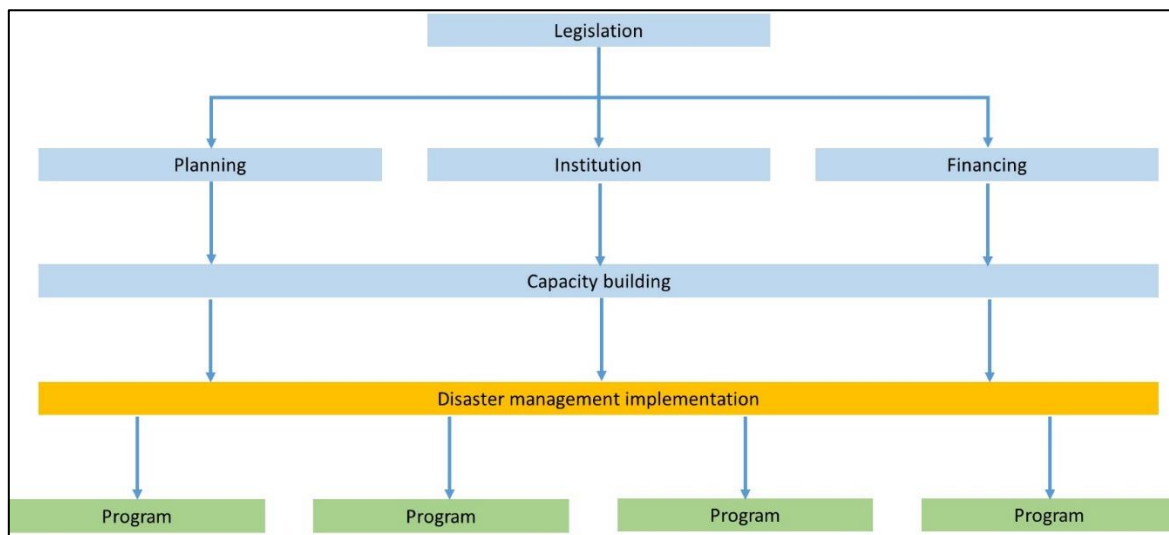 Legislation
Planning
Institution
Financing
Capacity building
Disaster management implementation
Program
Program
Program
Program